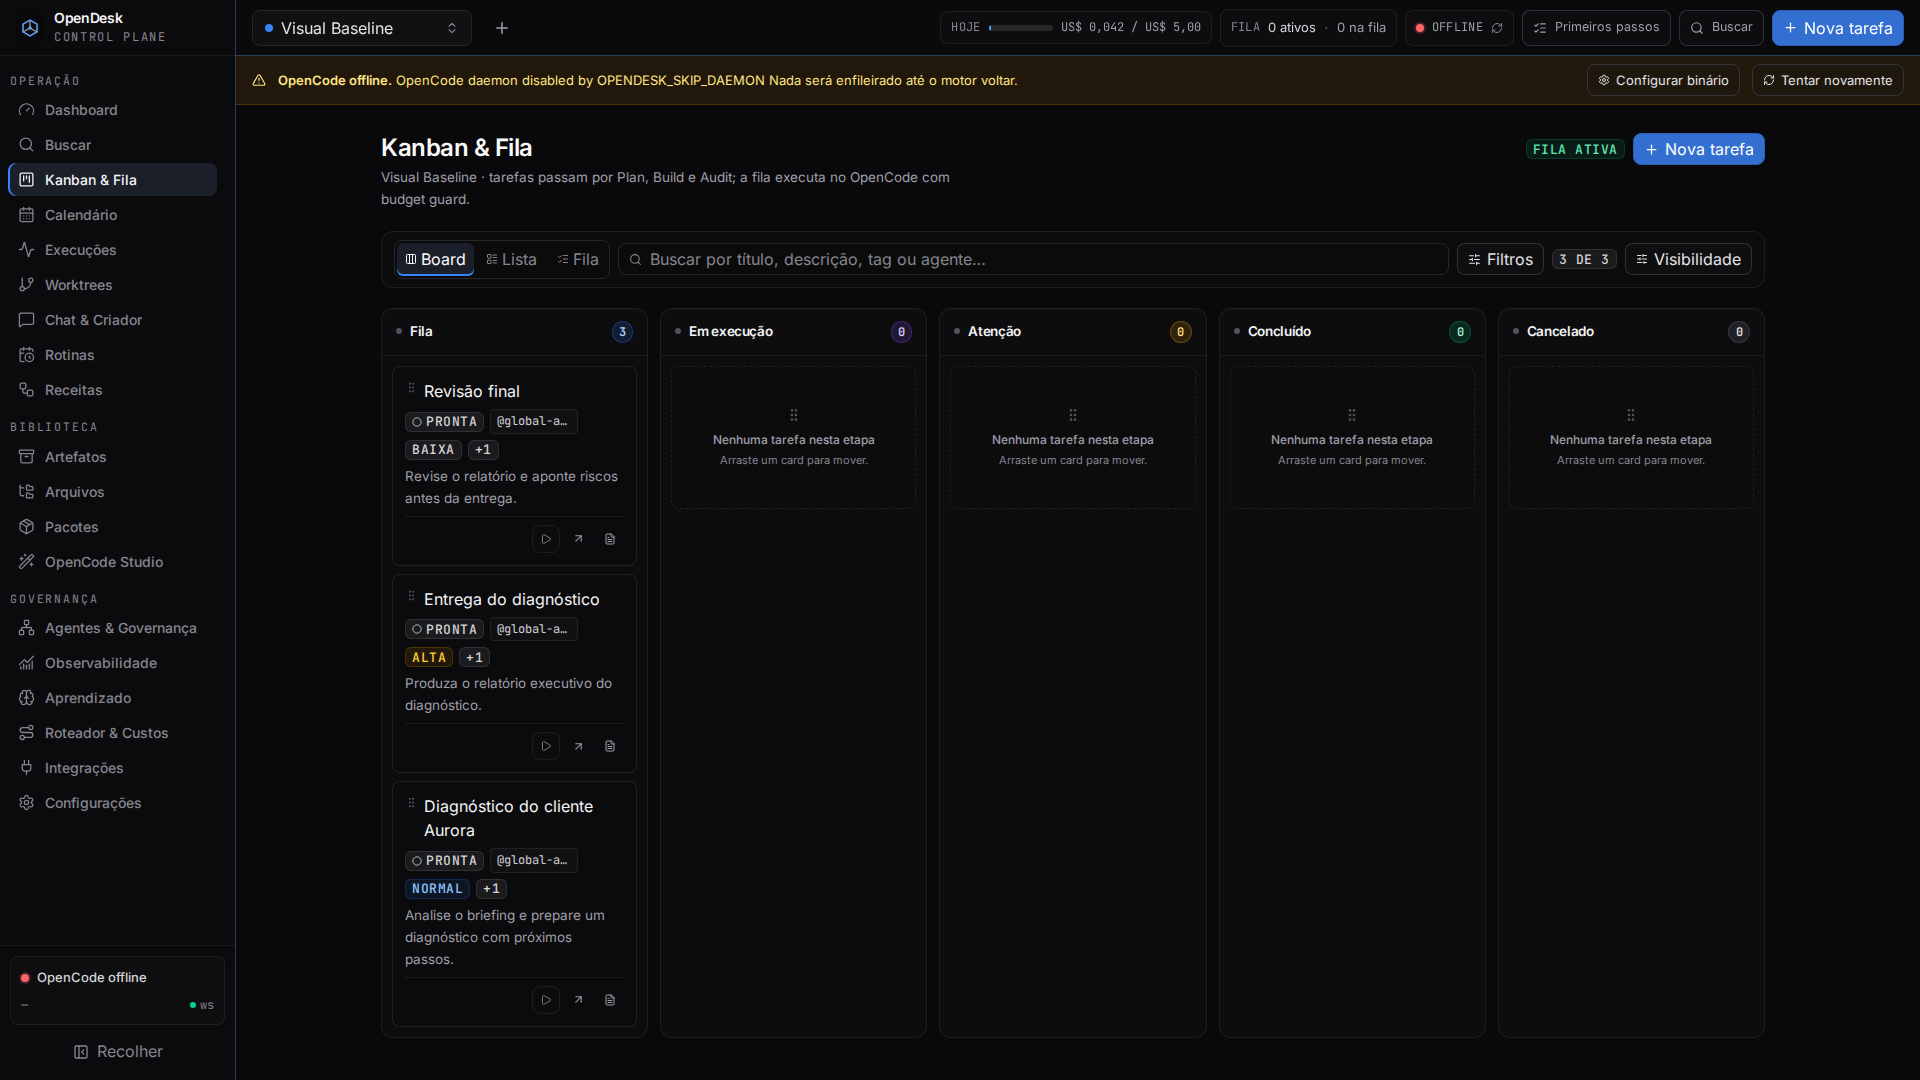 OpenDesk
CONTROL PLANE
Visual Baseline
HOJE US$ 0,042 / US$ 5,00
FILA 0 ativos · 0 na fila
OFFLINE
Primeiros passos
Buscar
Nova tarefa
OpenCode offline. OpenCode daemon disabled by OPENDESK_SKIP_DAEMON Nada será enfileirado até o motor voltar.
Configurar binário
Tentar novamente
OPERAÇÃO
Dashboard
Buscar
Kanban & Fila
Calendário
Execuções
Worktrees
Chat & Criador
Rotinas
Receitas
BIBLIOTECA
Artefatos
Arquivos
Pacotes
OpenCode Studio
GOVERNANÇA
Agentes & Governança
Observabilidade
Aprendizado
Roteador & Custos
Integrações
Configurações
OpenCode offline
— ws
Recolher
Kanban & Fila
FILA ATIVA
Nova tarefa
Visual Baseline · tarefas passam por Plan, Build e Audit; a fila executa no OpenCode com
budget guard.
Board
Lista
Fila
Buscar por título, descrição, tag ou agente...
Filtros
3 DE 3
Visibilidade
Fila 3
Revisão final
PRONTA @global-a…
BAIXA +1
Revise o relatório e aponte riscos
antes da entrega.
Entrega do diagnóstico
PRONTA @global-a…
ALTA +1
Produza o relatório executivo do
diagnóstico.
Diagnóstico do cliente
Aurora
PRONTA @global-a…
NORMAL +1
Analise o briefing e prepare um
diagnóstico com próximos
passos.
Em execução 0
Nenhuma tarefa nesta etapa
Arraste um card para mover.
Atenção 0
Nenhuma tarefa nesta etapa
Arraste um card para mover.
Concluído 0
Nenhuma tarefa nesta etapa
Arraste um card para mover.
Cancelado 0
Nenhuma tarefa nesta etapa
Arraste um card para mover.